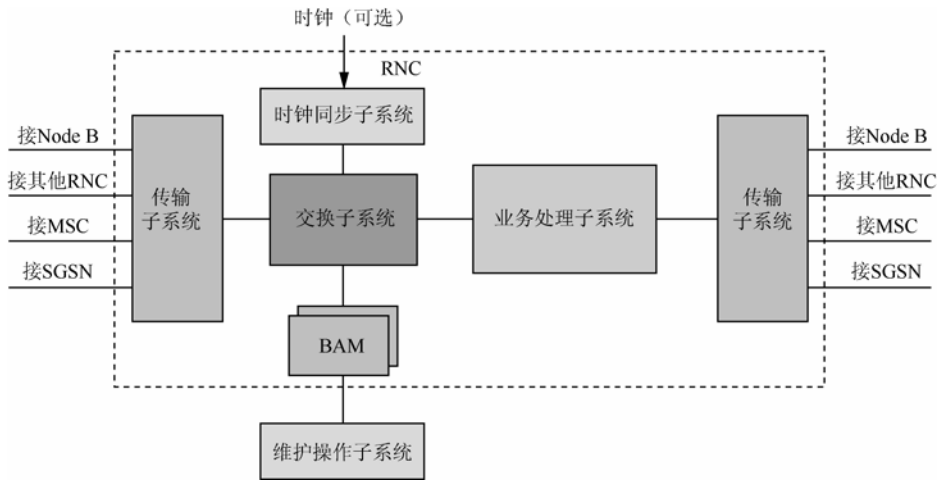 时钟（可选）
RNC
时钟同步子系统
接Node B
接其他RNC
接MSC
接SGSN
传输
子系统
交换子系统
业务处理子系统
传输
子系统
接Node B
接其他RNC
接MSC
接SGSN
BAM
维护操作子系统